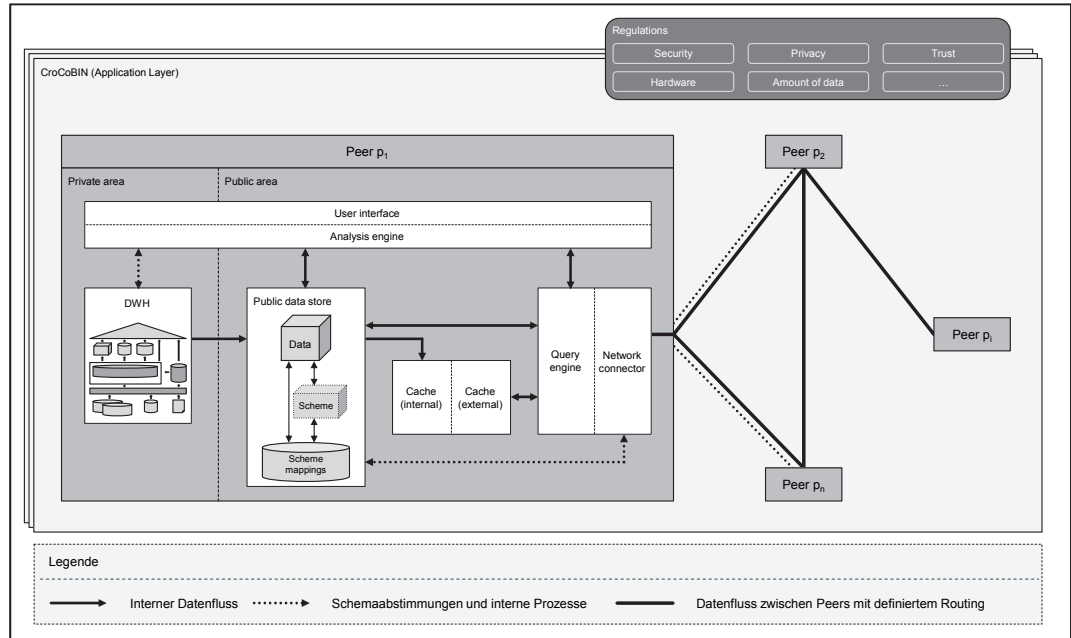 Regulations
Security
Privacy
Trust
Hardware
Amount of data
...
CroCoBIN (Application Layer)
Peer p1
Private area
Public area
User interface
Analysis engine
DWH
Public data store
Data
Scheme
Scheme
mappings
Cache
(internal)
Cache
(external)
Query
engine
Network
connector
Peer p2
Peer pi
Peer pn
Legende
Interner Datenfluss
Schemaabstimmungen und interne Prozesse
Datenfluss zwischen Peers mit definiertem Routing